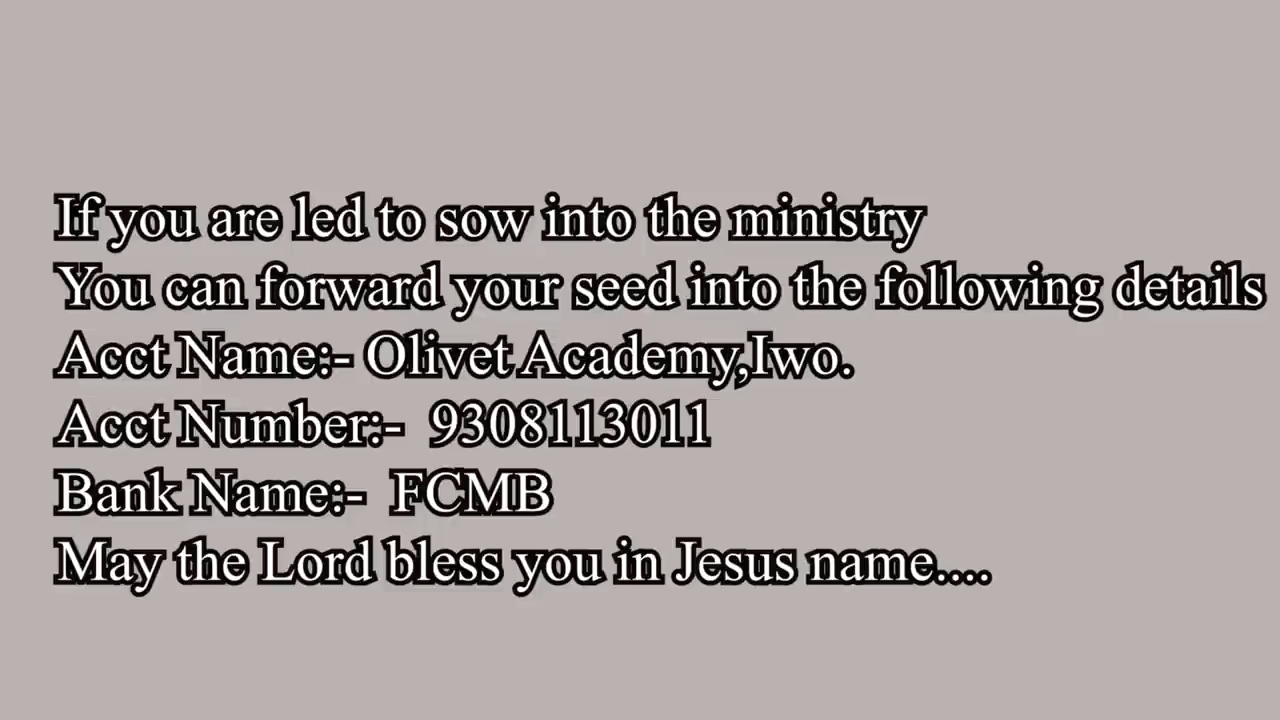 If you are led to sow into the ministry
You can forward your seed into the following details
Acct Name:- Olivet Academy,Iwo.
Acct Number:- 9308113011
Bank Name:- FCMB
May the Lord bless you in Jesus name....